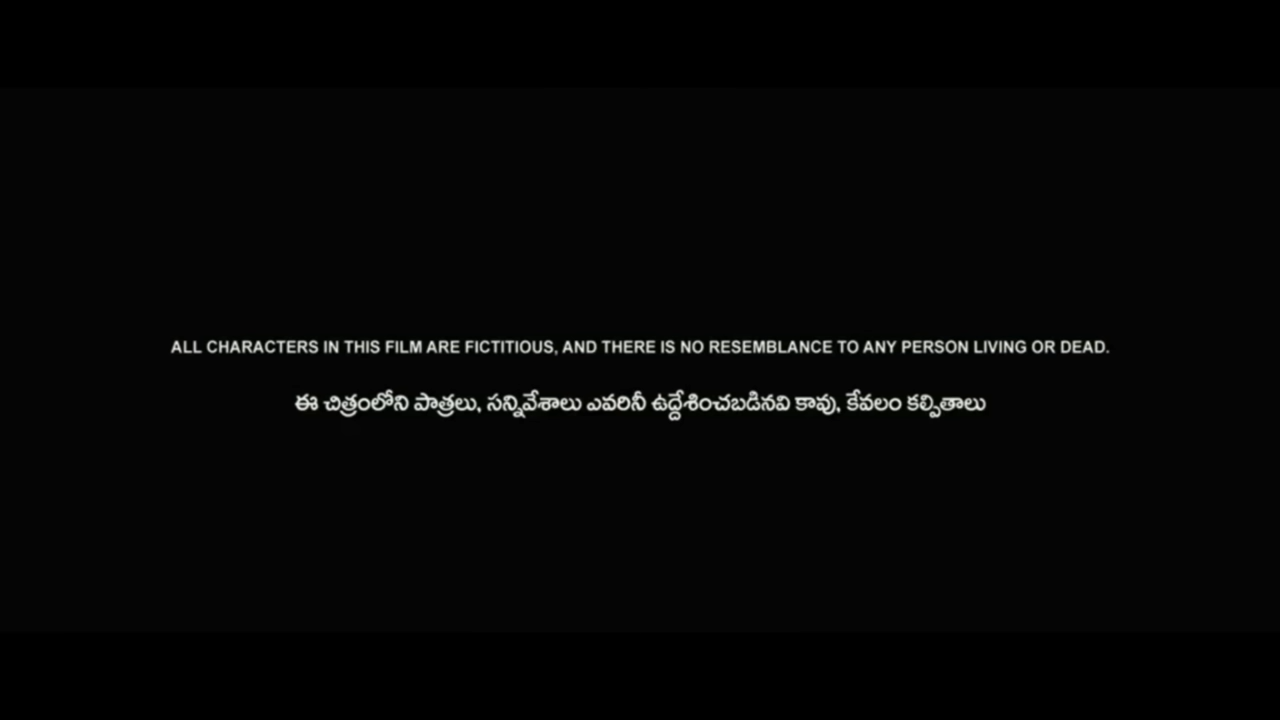 ALL CHARACTERS IN THIS FILM ARE FICTITIOUS, AND THERE IS NO RESEMBLANCE TO ANY PERSON LIVING OR DEAD.
ఈ చిత్రంలోని పాత్రలు, సన్నివేశాలు ఎవరినీ ఉద్దేశించబడినవి కావు, కేవలం కల్పితాలు